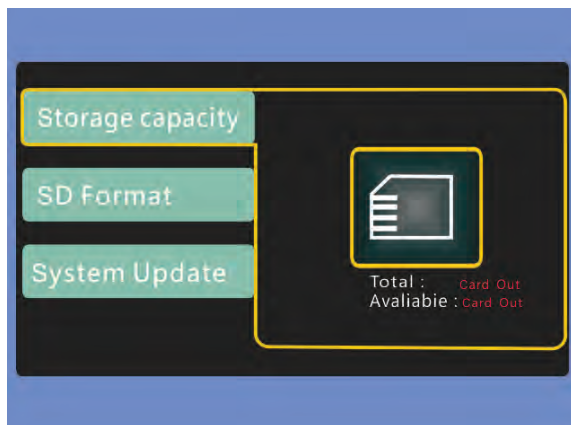 Storage capacity
SD Format
System Update
Total : Card Out
Avaliabie : Card Out